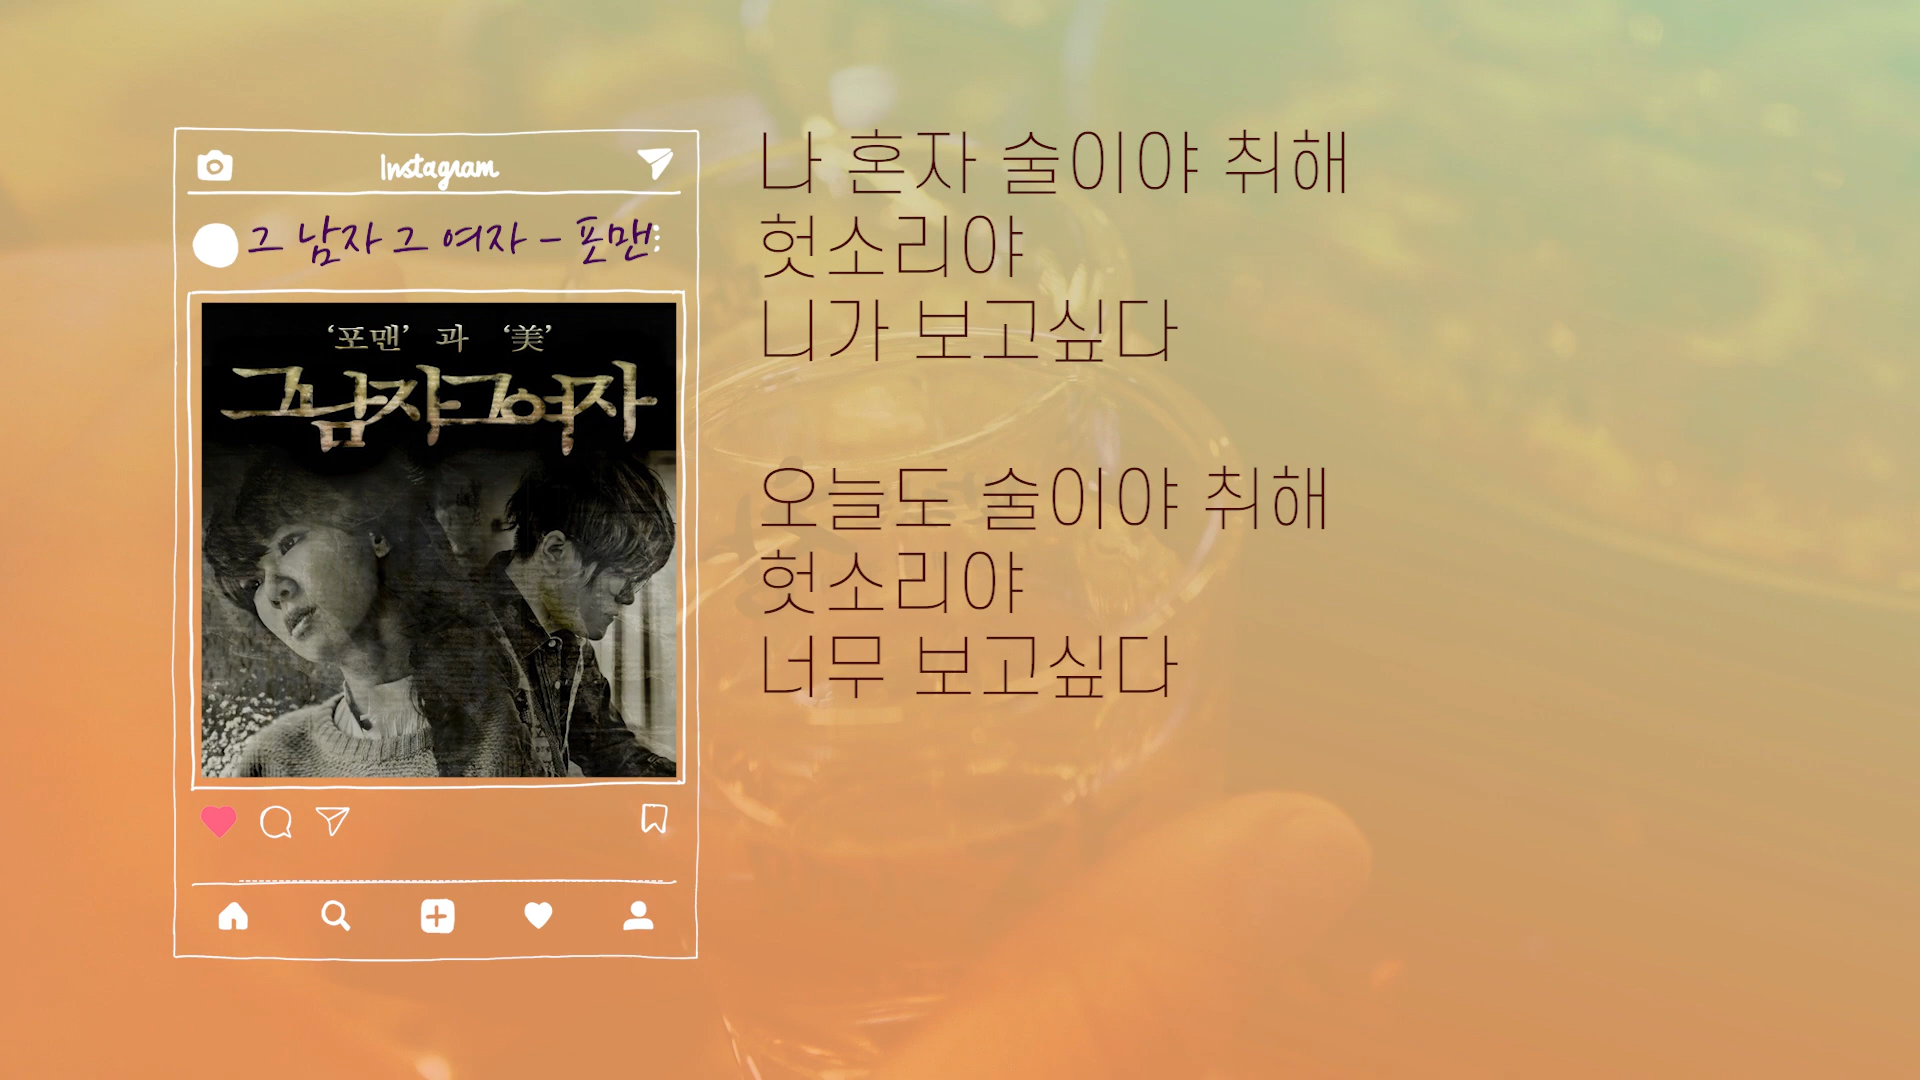 Instagram
그 남자 그 여자 - 포맨
‘포맨’ 과 ‘美’
그남자그여자
나 혼자 술이야 취해
헛소리야
니가 보고싶다
오늘도 술이야 취해
헛소리야
너무 보고싶다